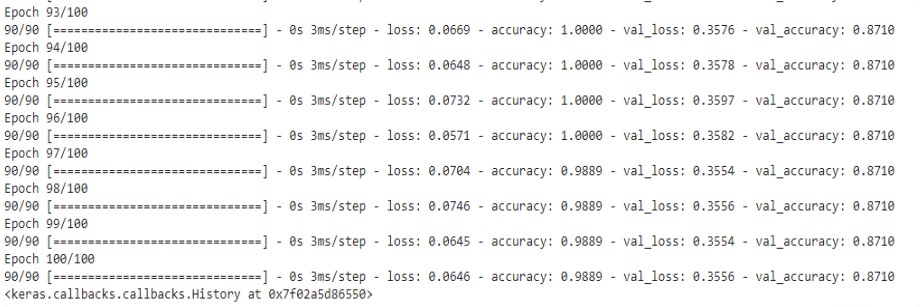 Epoch 93/100
90/90 [==============================] - 0s 3ms/step - loss: 0.0669 - accuracy: 1.0000 - val_loss: 0.3576 - val_accuracy: 0.8710
Epoch 94/100
90/90 [==============================] - 0s 3ms/step - loss: 0.0648 - accuracy: 1.0000 - val_loss: 0.3578 - val_accuracy: 0.8710
Epoch 95/100
90/90 [==============================] - 0s 3ms/step - loss: 0.0732 - accuracy: 1.0000 - val_loss: 0.3597 - val_accuracy: 0.8710
Epoch 96/100
90/90 [==============================] - 0s 3ms/step - loss: 0.0571 - accuracy: 1.0000 - val_loss: 0.3582 - val_accuracy: 0.8710
Epoch 97/100
90/90 [==============================] - 0s 3ms/step - loss: 0.0704 - accuracy: 0.9889 - val_loss: 0.3554 - val_accuracy: 0.8710
Epoch 98/100
90/90 [==============================] - 0s 3ms/step - loss: 0.0746 - accuracy: 0.9889 - val_loss: 0.3556 - val_accuracy: 0.8710
Epoch 99/100
90/90 [==============================] - 0s 3ms/step - loss: 0.0645 - accuracy: 0.9889 - val_loss: 0.3554 - val_accuracy: 0.8710
Epoch 100/100
90/90 [==============================] - 0s 3ms/step - loss: 0.0646 - accuracy: 0.9889 - val_loss: 0.3556 - val_accuracy: 0.8710
<keras.callbacks.callbacks.History at 0x7f02a5d86550>